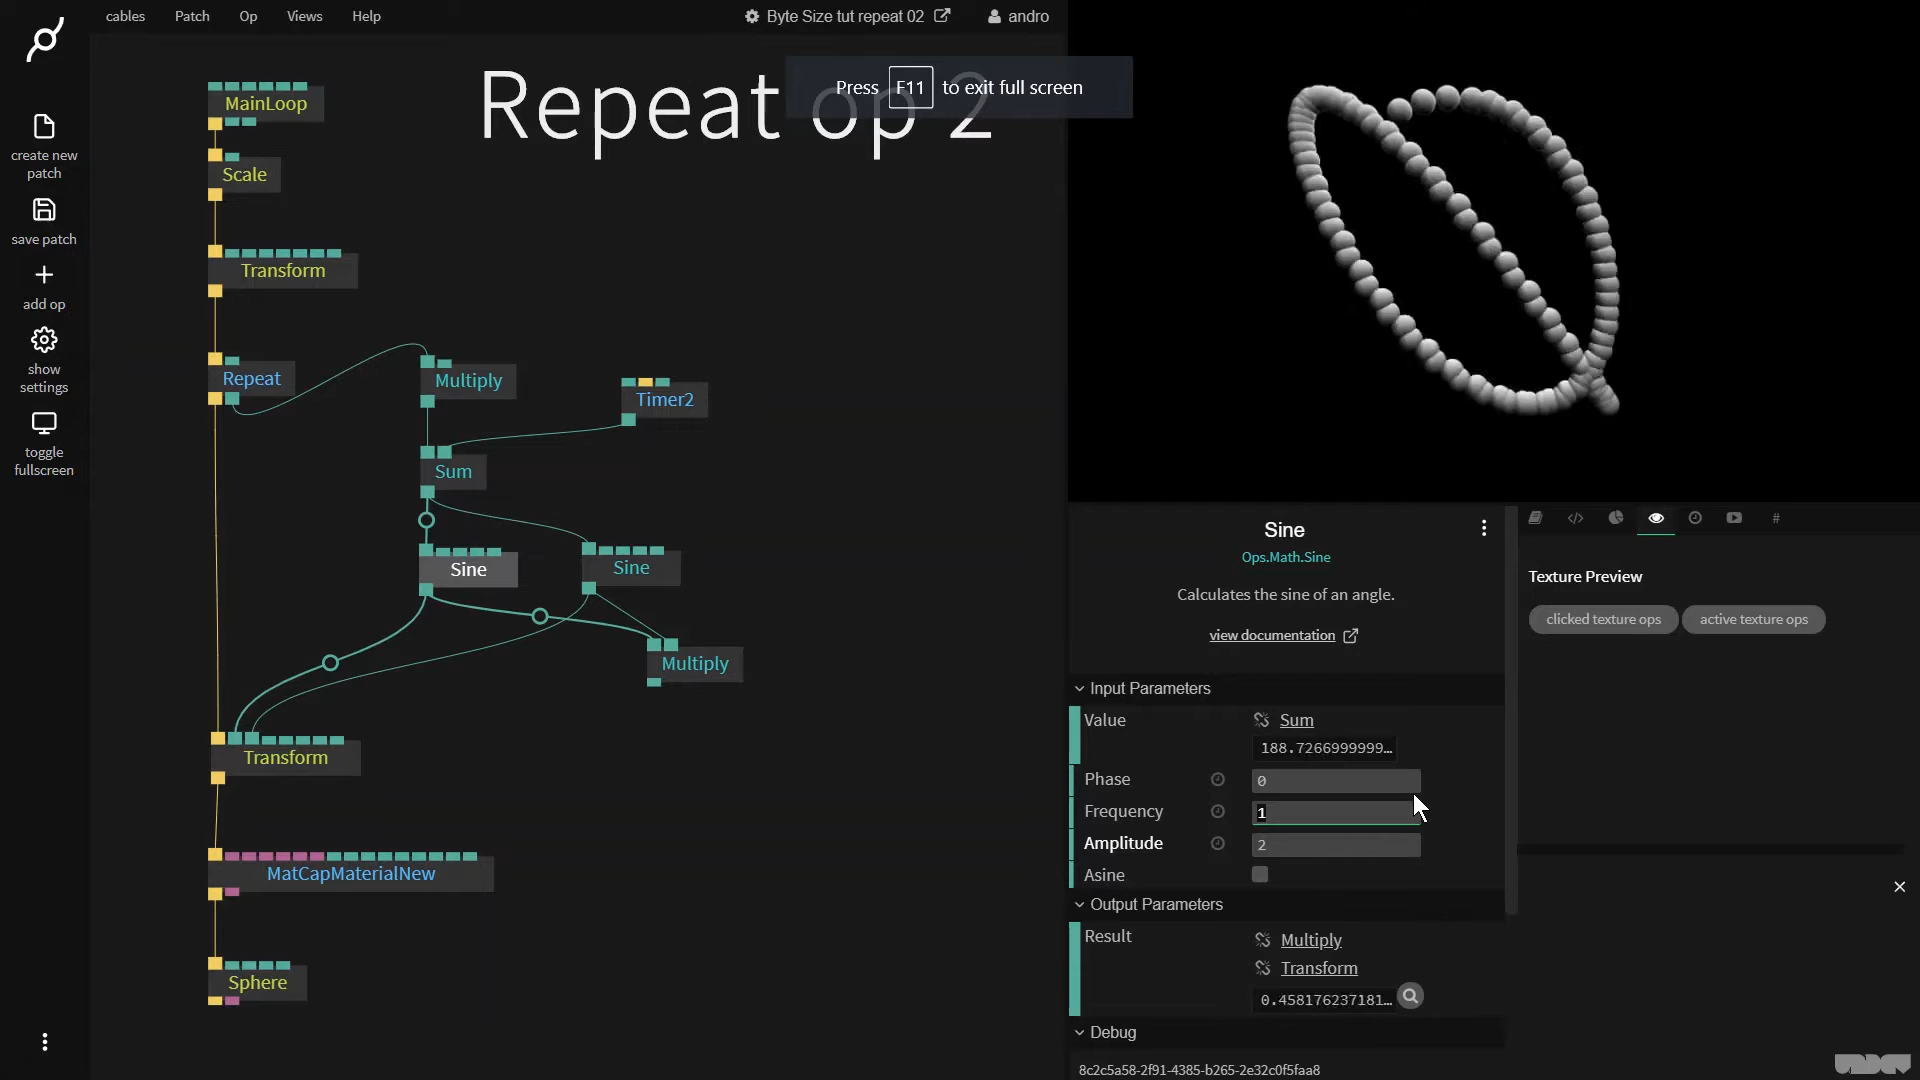 cables
Patch
Op
Views
Help
Byte Size tut repeat 02
andro
Repeat op 2
Press F11 to exit full screen
create new
patch
save patch
add op
show
settings
toggle
fullscreen
MainLoop
Scale
Transform
Repeat
Multiply
Timer2
Sum
Sine
Sine
Multiply
Transform
MatCapMaterialNew
Sphere
Sine
Ops.Math.Sine
Calculates the sine of an angle.
view documentation
Input Parameters
Value
Sum
188.7266999999…
Phase
0
Frequency
1
Amplitude
2
Asine
Output Parameters
Result
Multiply
Transform
0.458176237181…
Debug
8c2c5a58-2f91-4385-b265-2e32c0f5faa8
#
Texture Preview
clicked texture ops
active texture ops